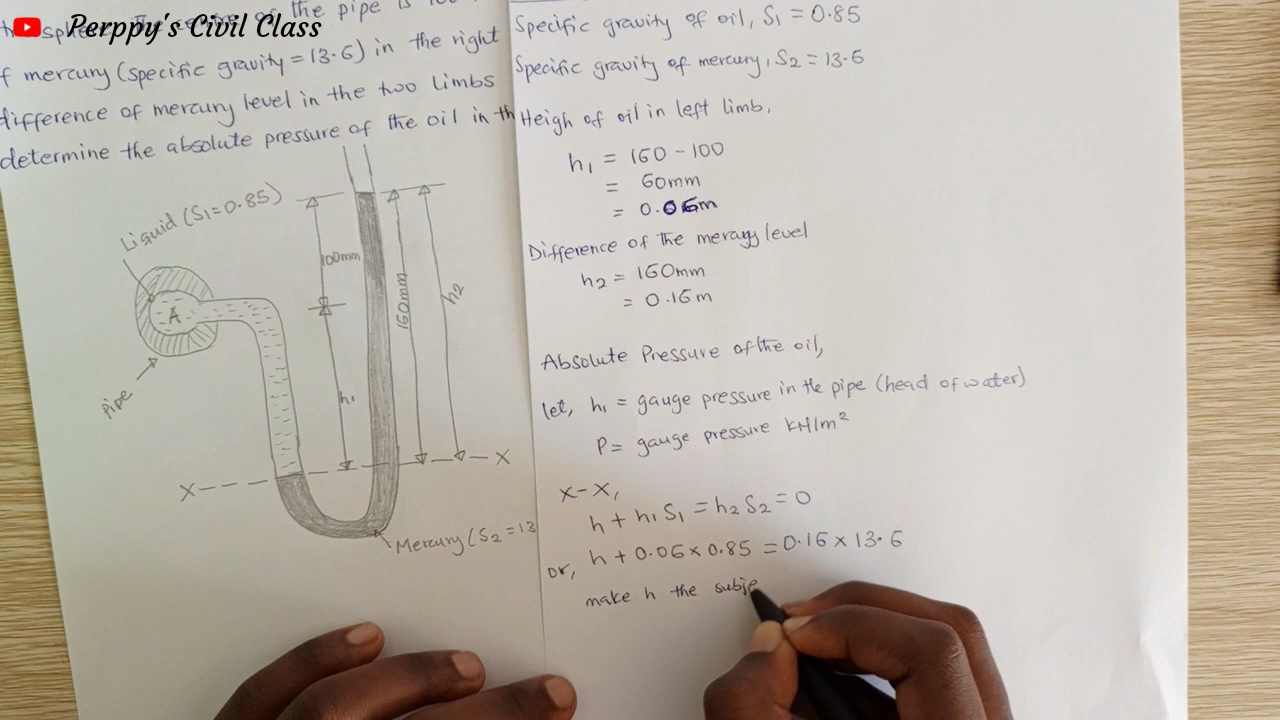 Perppy's Civil Class
the pipe is
f mercury (specific gravity = 13.6) in the right
difference of mercury level in the two limbs
determine the absolute pressure of the oil in th
Liquid (S1=0.85)
100mm
160mm
h2
A
h1
pipe
X
X
Mercury (S2 = 13
Specific gravity of oil, S1 = 0.85
Specific gravity of mercury, S2 = 13.6
Heigh of oil in left limb,
h1 = 160 - 100
= 60mm
= 0.06m
Difference of the mercury level
h2 = 160mm
= 0.16m
Absolute Pressure of the oil,
let, h1 = gauge pressure in the pipe (head of water)
P = gauge pressure kN/m²
x-x,
h + h1 S1 = h2 S2 = 0
or, h + 0.06 × 0.85 = 0.16 × 13.6
make h the subje